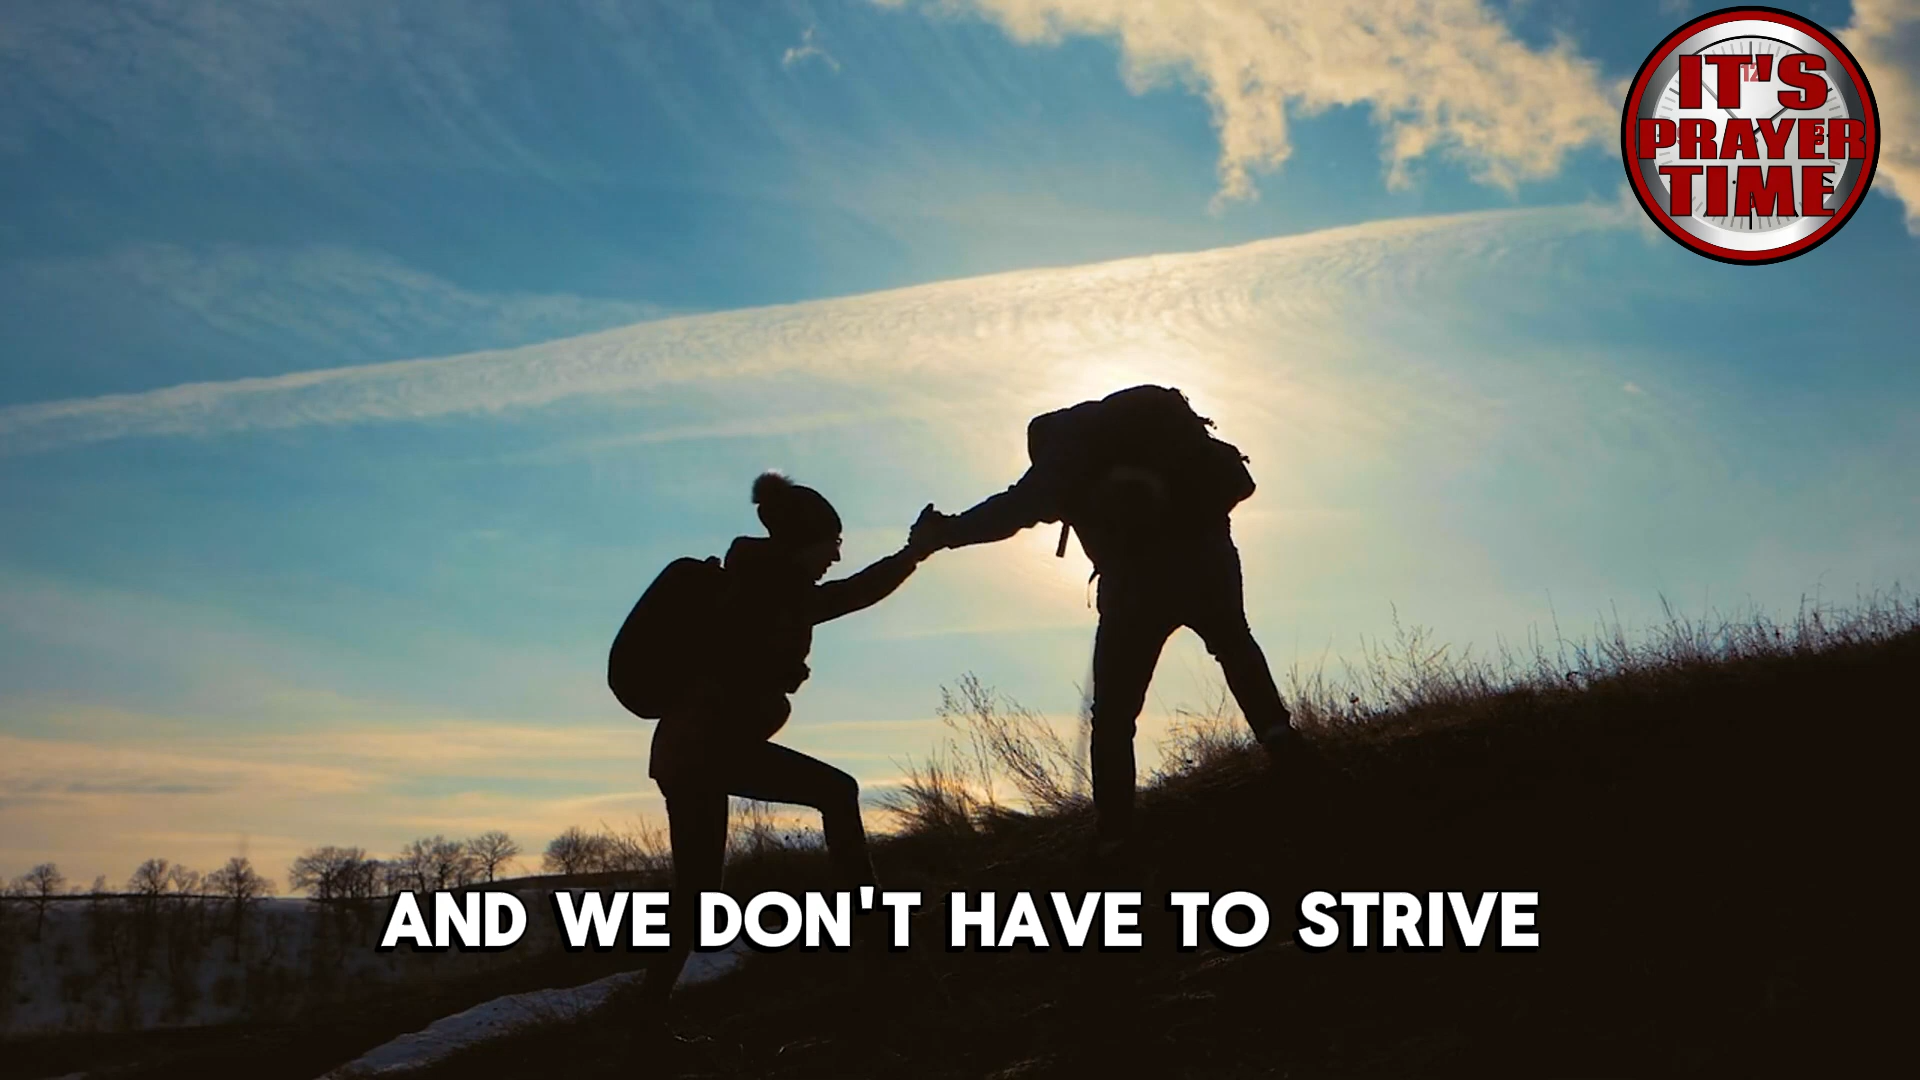 IT'S
PRAYER
TIME
AND WE DON'T HAVE TO STRIVE